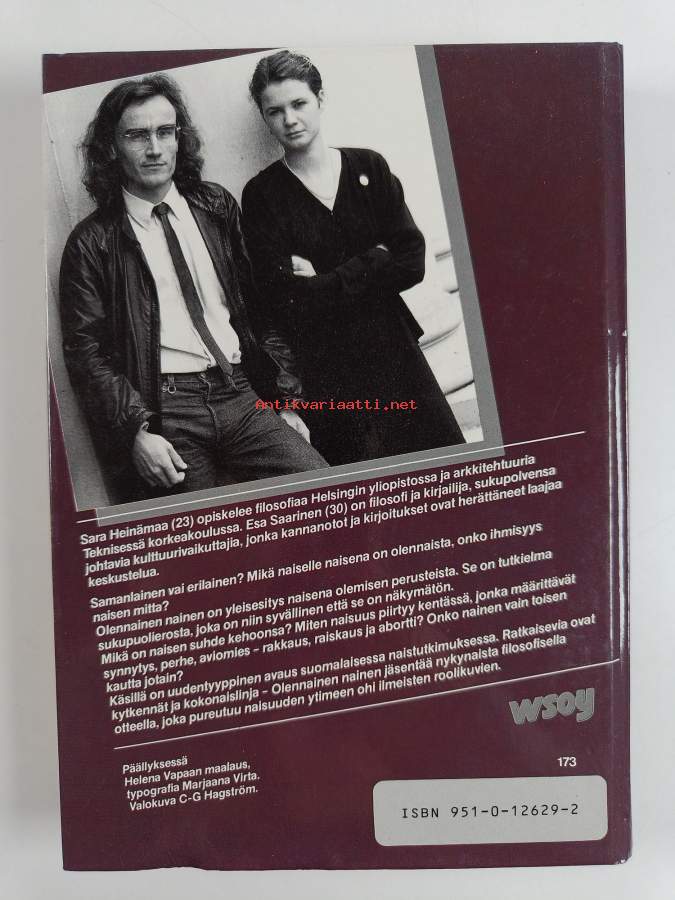 Antikvariaatti.net
Sara Heinämaa (23) opiskelee filosofiaa Helsingin yliopistossa ja arkkitehtuuria
Teknisessä korkeakoulussa. Esa Saarinen (30) on filosofi ja kirjailija, sukupolvensa
johtavia kulttuurivaikuttajia, jonka kannanotot ja kirjoitukset ovat herättäneet laajaa
keskustelua.
Samanlainen vai erilainen? Mikä naiselle naisena on olennaista, onko ihmisyys
naisen mitta?
Olennainen nainen on yleisesitys naisena olemisen perusteista. Se on tutkielma
sukupuolierosta, joka on niin syvällinen että se on näkymätön.
Mikä on naisen suhde kehoonsa? Miten naisuus piirtyy kentässä, jonka määrittävät
synnytys, perhe, aviomies – rakkaus, raiskaus ja abortti? Onko nainen vain toisen
kautta jotain?
Käsillä on uudentyyppinen avaus suomalaisessa naistutkimuksessa. Ratkaisevia ovat
kytkennät ja kokonaislinja – Olennainen nainen jäsentää nykynaista filosofisella
otteella, joka pureutuu naisuuden ytimeen ohi ilmeisten roolikuvien.
wsoy
Päällyksessä
Helena Vapaan maalaus,
typografia Marjaana Virta.
Valokuva C-G Hagström.
173
ISBN 951-0-12629-2